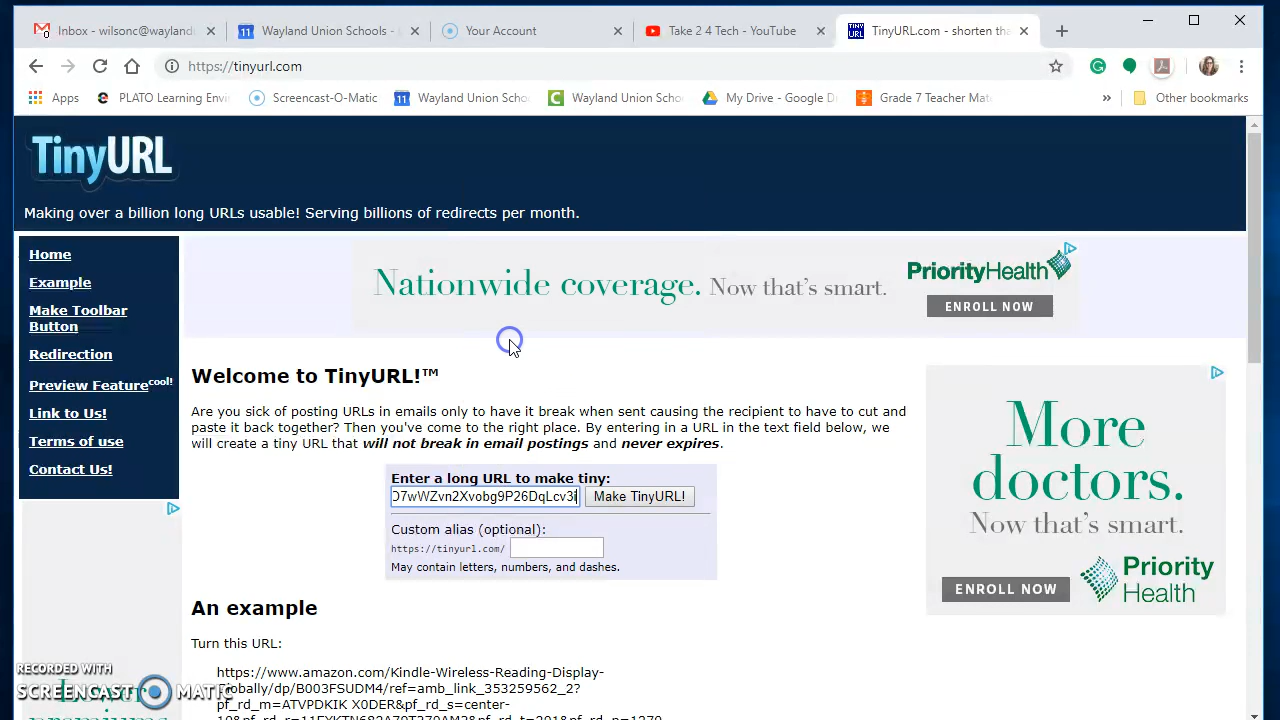 Inbox - wilsonc@wayland
Wayland Union Schools -
Your Account
Take 2 4 Tech - YouTube
TinyURL.com - shorten tha
https://tinyurl.com
Apps
PLATO Learning Envi
Screencast-O-Matic
11 Wayland Union Scho
Wayland Union Scho
My Drive - Google D
Grade 7 Teacher Mat
»
Other bookmarks
TinyURL
Making over a billion long URLs usable! Serving billions of redirects per month.
Home
Example
Make Toolbar
Button
Redirection
Preview Feature cool!
Link to Us!
Terms of use
Contact Us!
Nationwide coverage. Now that's smart.
PriorityHealth
ENROLL NOW
Welcome to TinyURL!™
Are you sick of posting URLs in emails only to have it break when sent causing the recipient to have to cut and
paste it back together? Then you've come to the right place. By entering in a URL in the text field below, we
will create a tiny URL that will not break in email postings and never expires.
Enter a long URL to make tiny:
O7wWZvn2Xvobg9P26DqLcv3 Make TinyURL!
Custom alias (optional):
https://tinyurl.com/
May contain letters, numbers, and dashes.
More
doctors.
Now that's smart.
Priority
Health
ENROLL NOW
An example
Turn this URL:
https://www.amazon.com/Kindle-Wireless-Reading-Display-
Globally/dp/B003FSUDM4/ref=amb_link_353259562_2?
pf_rd_m=ATVPDKIK X0DER&pf_rd_s=center-
RECORDED WITH
SCREENCAST-O-MATIC
Lower